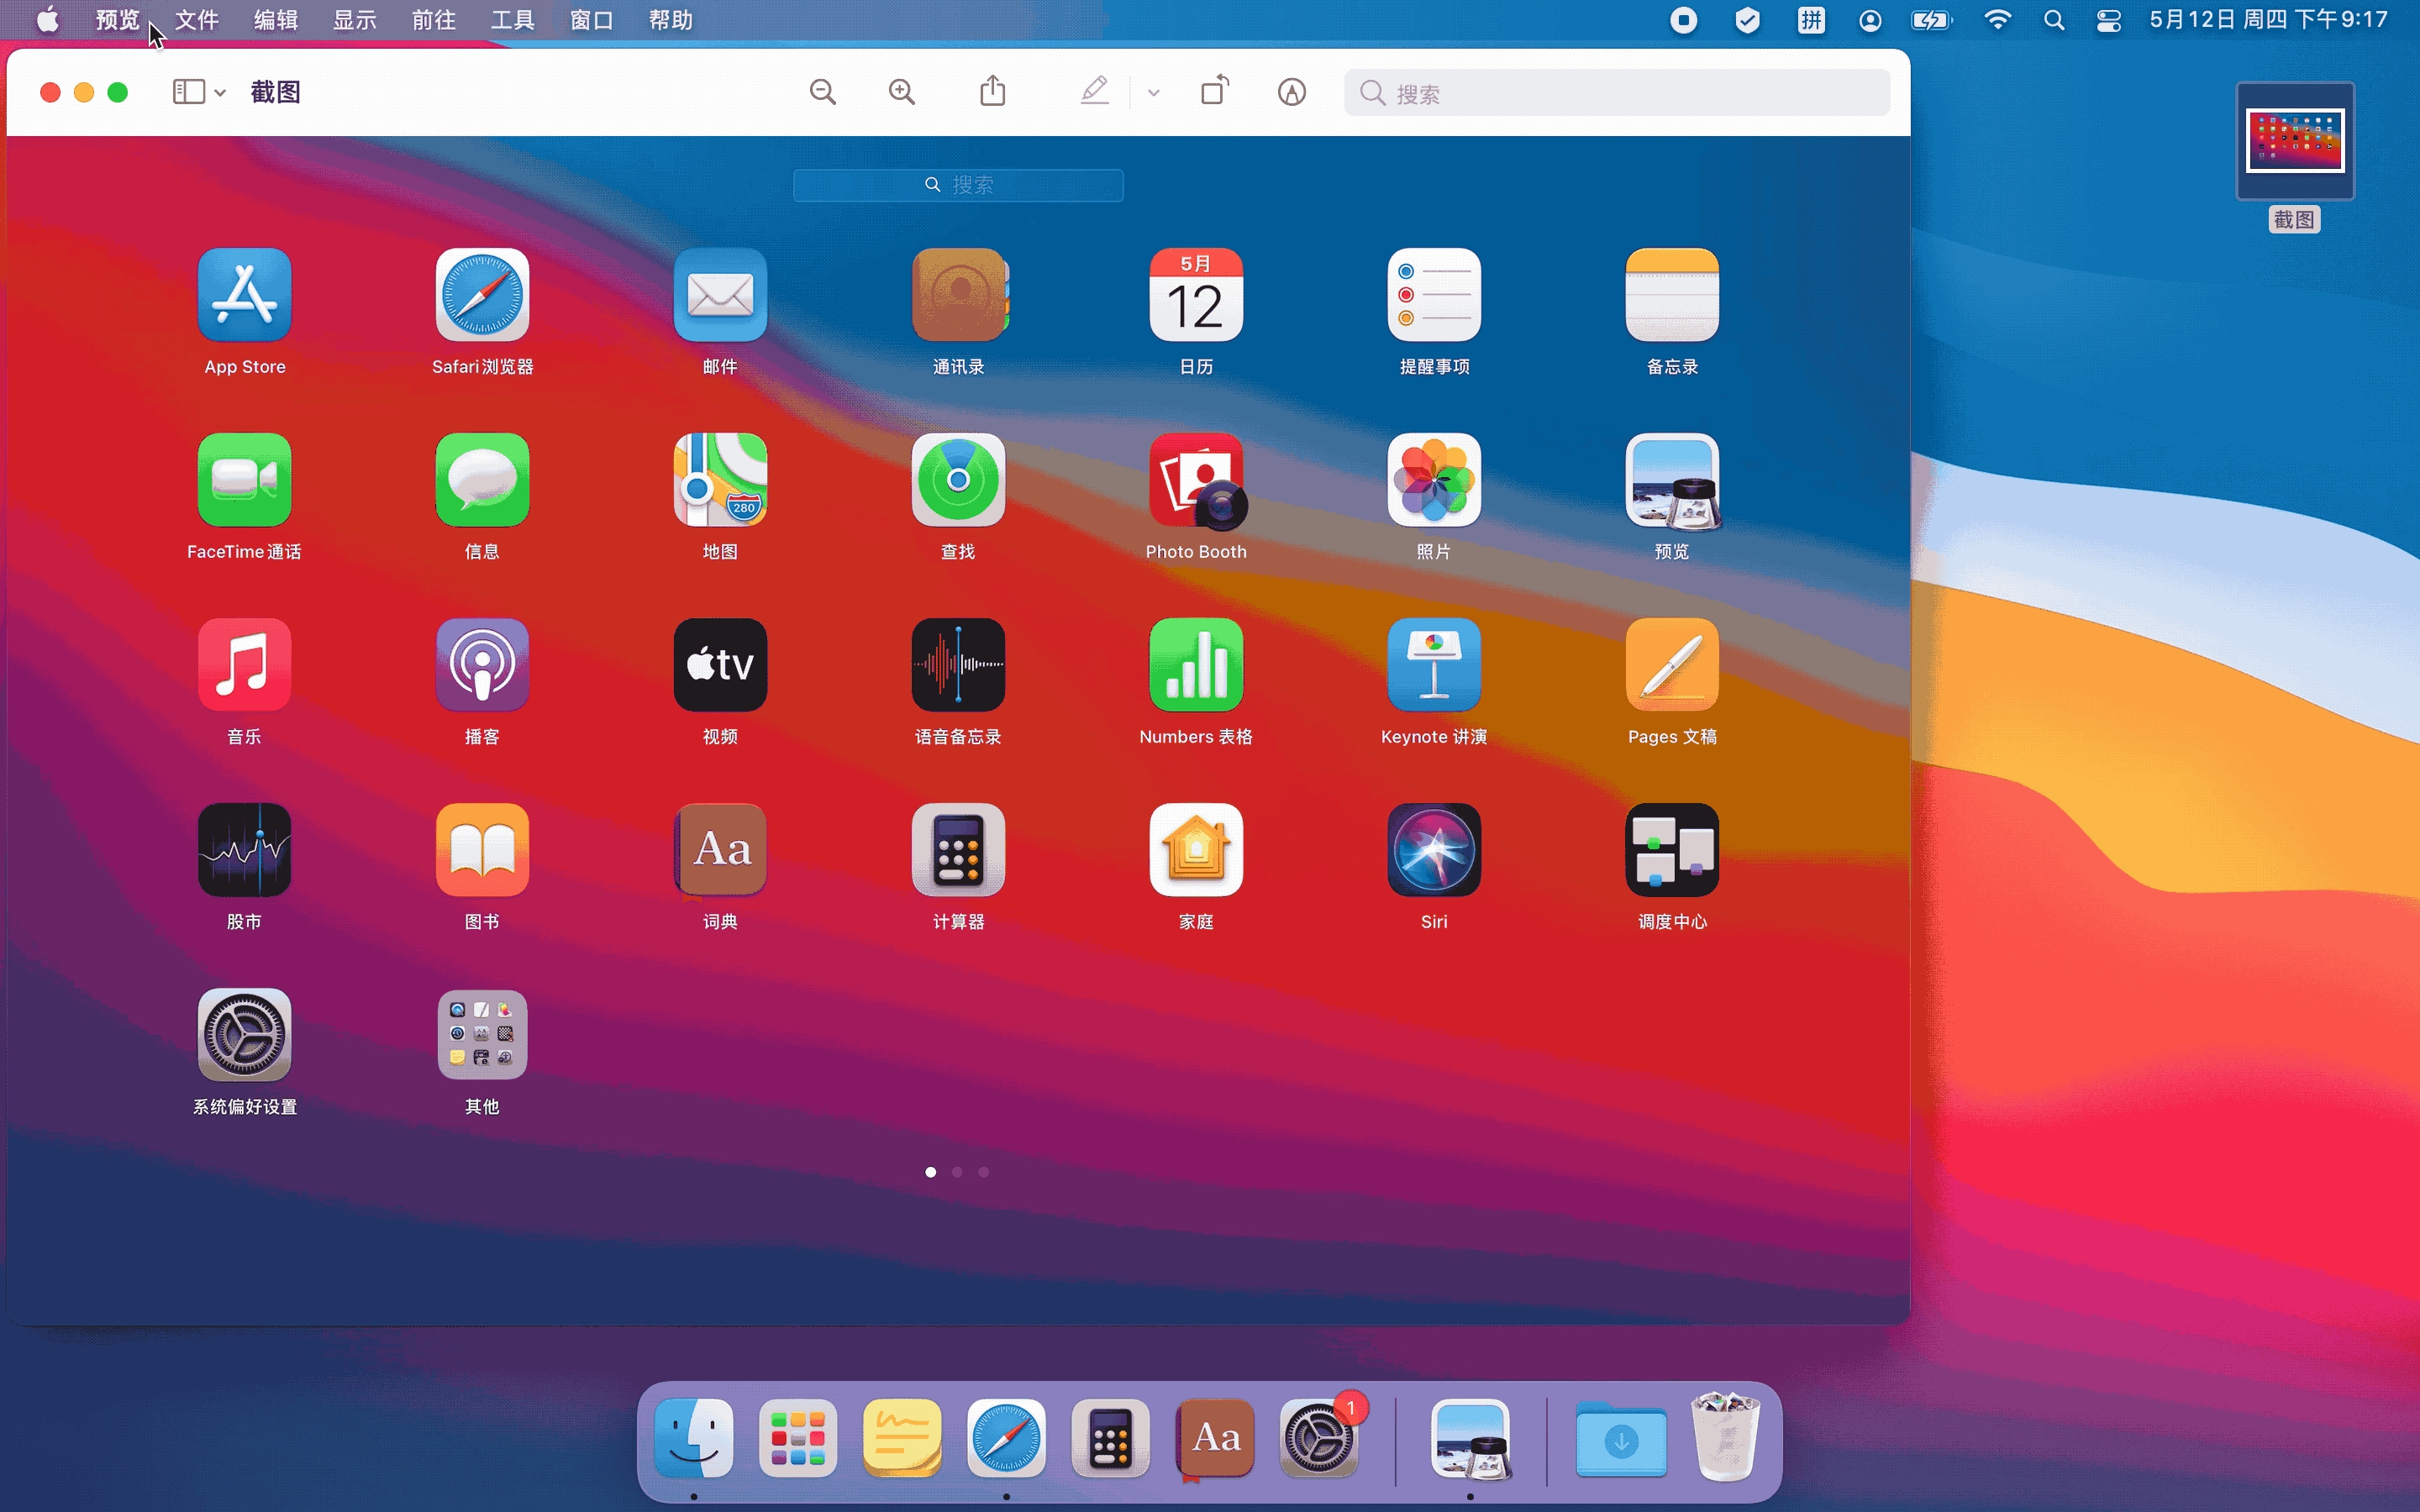 预览 文件 编辑 显示 前往 工具 窗口 帮助
拼 5月12日 周四 下午9:17
截图
搜索
截图
搜索
5月
12
App Store Safari浏览器 邮件 通讯录 日历 提醒事项 备忘录
280
FaceTime通话 信息 地图 查找 Photo Booth 照片 预览
tv
音乐 播客 视频 语音备忘录 Numbers 表格 Keynote 讲演 Pages 文稿
Aa
股市 图书 词典 计算器 家庭 Siri 调度中心
系统偏好设置 其他
Aa 1